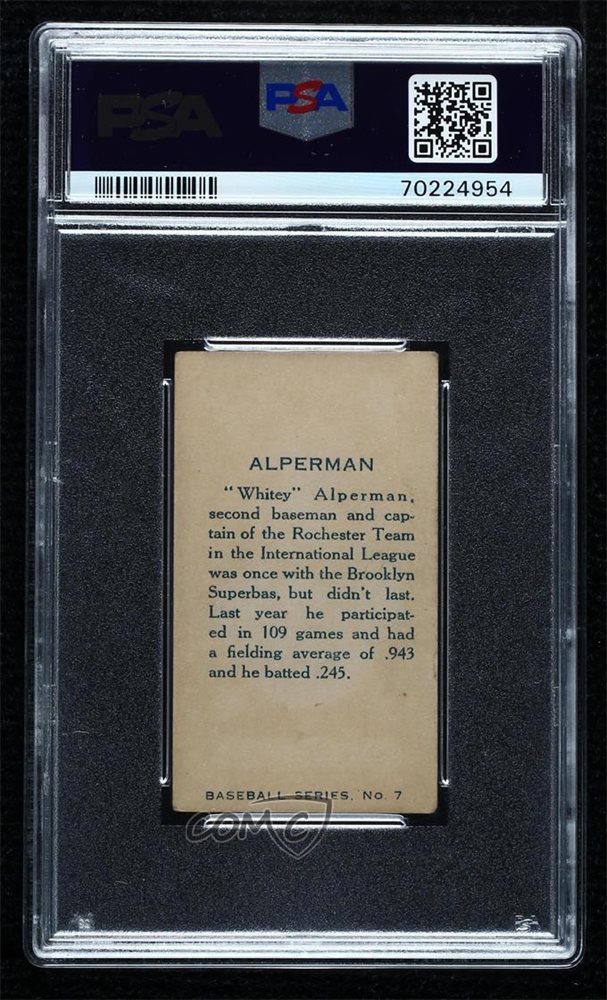 PSA
PSA
70224954
ALPERMAN
"Whitey" Alperman,
second baseman and cap-
tain of the Rochester Team
in the International League
was once with the Brooklyn
Superbas, but didn't last.
Last year he participat-
ed in 109 games and had
a fielding average of .943
and he batted .245.
BASEBALL SERIES, No. 7
COMC